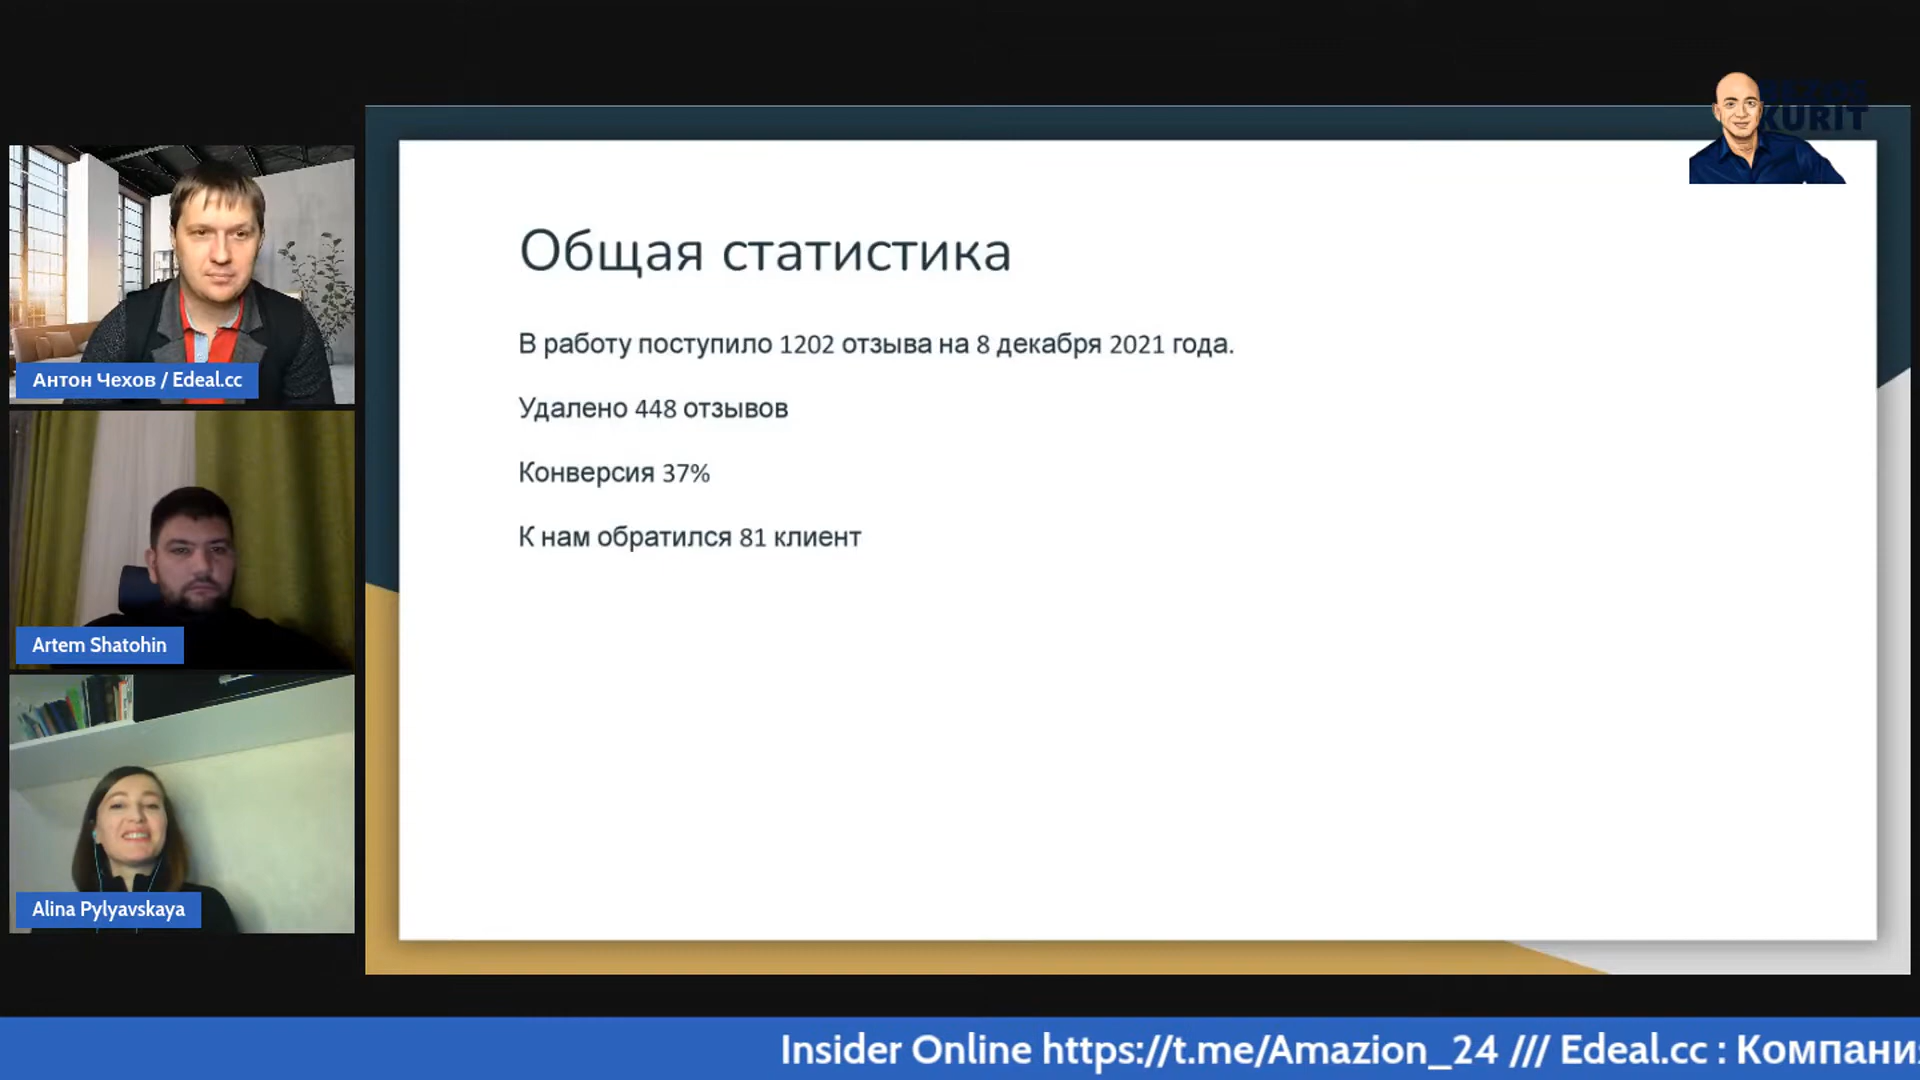 KURIT
Общая статистика
В работу поступило 1202 отзыва на 8 декабря 2021 года.
Удалено 448 отзывов
Конверсия 37%
К нам обратился 81 клиент
Антон Чехов / Edeal.cc
Artem Shatohin
Alina Pylyavskaya
Insider Online https://t.me/Amazion_24 /// Edeal.cc : Компани